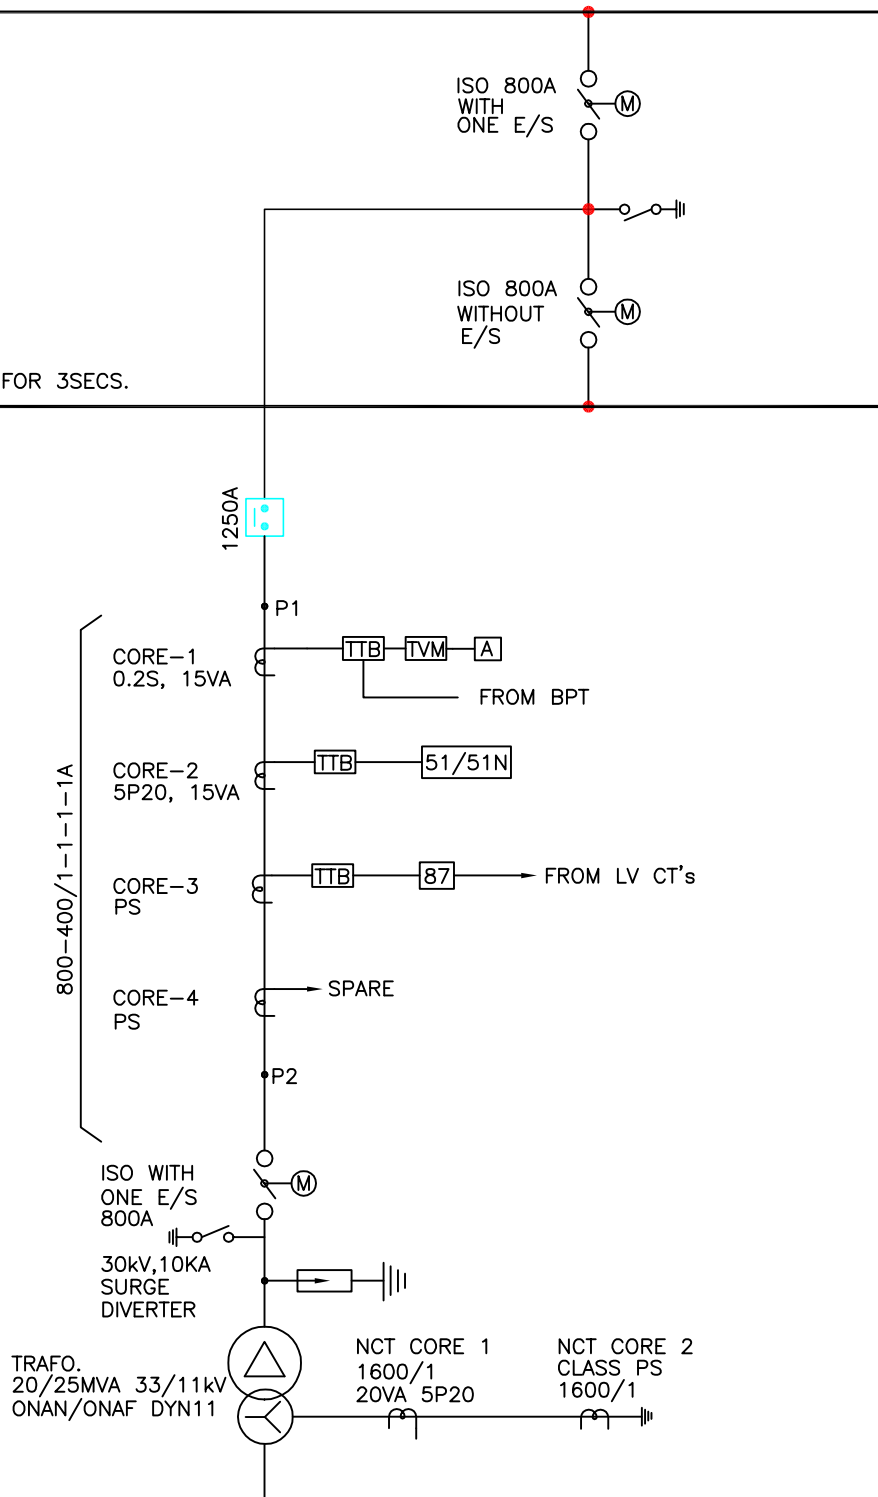 ISO 800A
WITH
ONE E/S
M
ISO 800A
WITHOUT
E/S
M
FOR 3SECS.
1250A
P1
CORE-1
0.2S, 15VA
TTB
TVM
A
FROM BPT
800-400/1-1-1-1-1A
CORE-2
5P20, 15VA
TTB
51/51N
CORE-3
PS
TTB
87
FROM LV CT's
CORE-4
PS
SPARE
P2
ISO WITH
ONE E/S
800A
M
30kV,10KA
SURGE
DIVERTER
TRAFO.
20/25MVA 33/11kV
ONAN/ONAF DYN11
NCT CORE 1
1600/1
20VA 5P20
NCT CORE 2
CLASS PS
1600/1